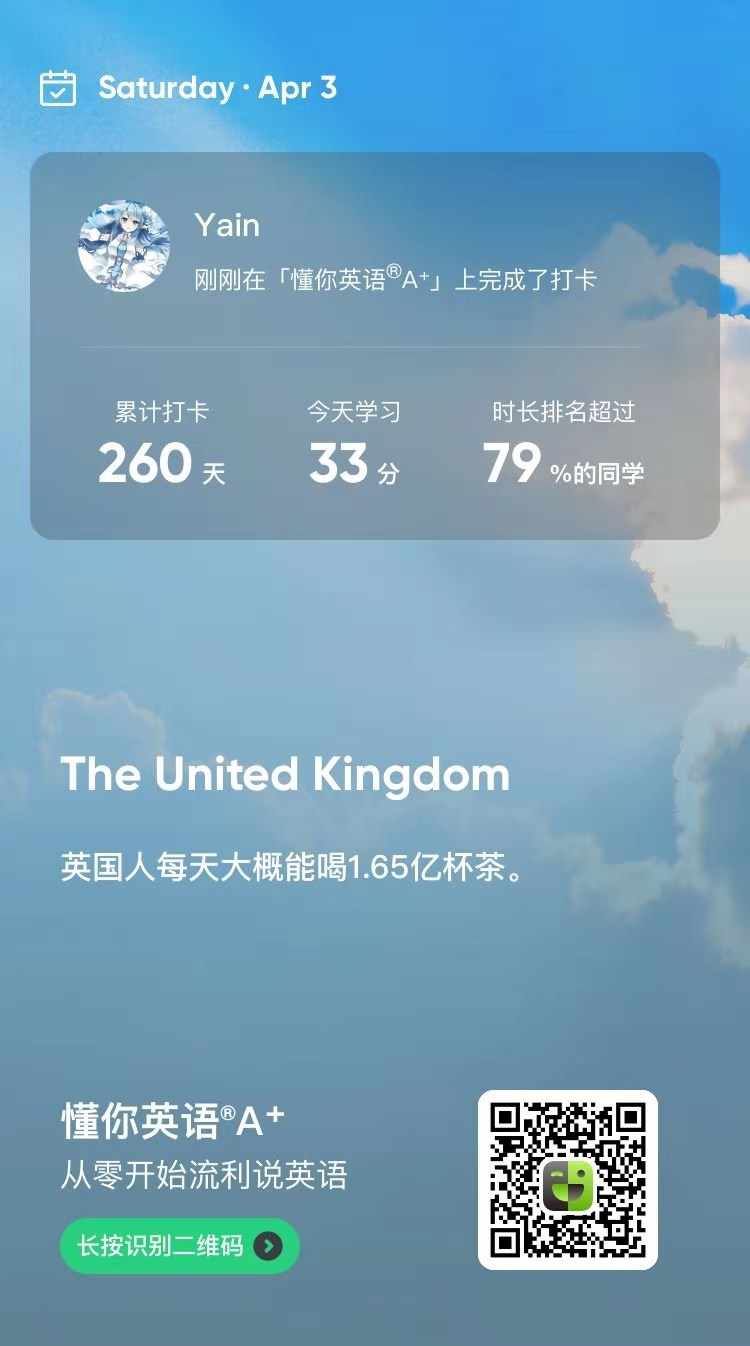 Saturday · Apr 3
Yain
刚刚在「懂你英语®A⁺」上完成了打卡
累计打卡 今天学习 时长排名超过
260 天 33 分 79 %的同学
The United Kingdom
英国人每天大概能喝1.65亿杯茶。
懂你英语®A⁺
从零开始流利说英语
长按识别二维码